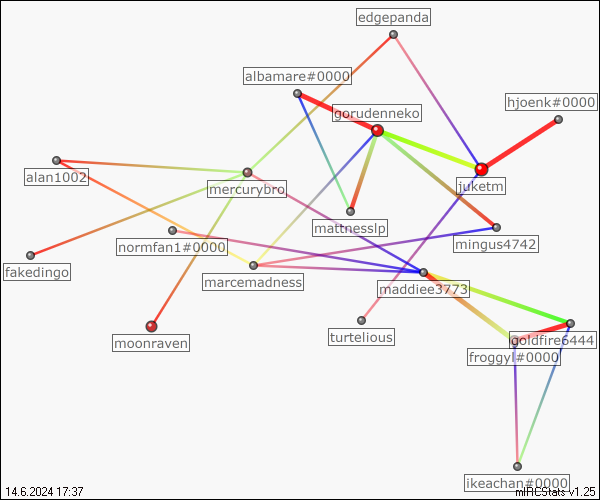 edgepanda
albamare#0000
hjoenk#0000
gorudenneko
alan1002
mercurybro
juketm
mattnesslp
normfan1#0000
mingus4742
fakedingo
marcemadness
maddiee3773
moonraven
turtelious
goldfire6444
froggyl#0000
ikeachan#0000
14.6.2024 17:37
mIRCStats v1.25